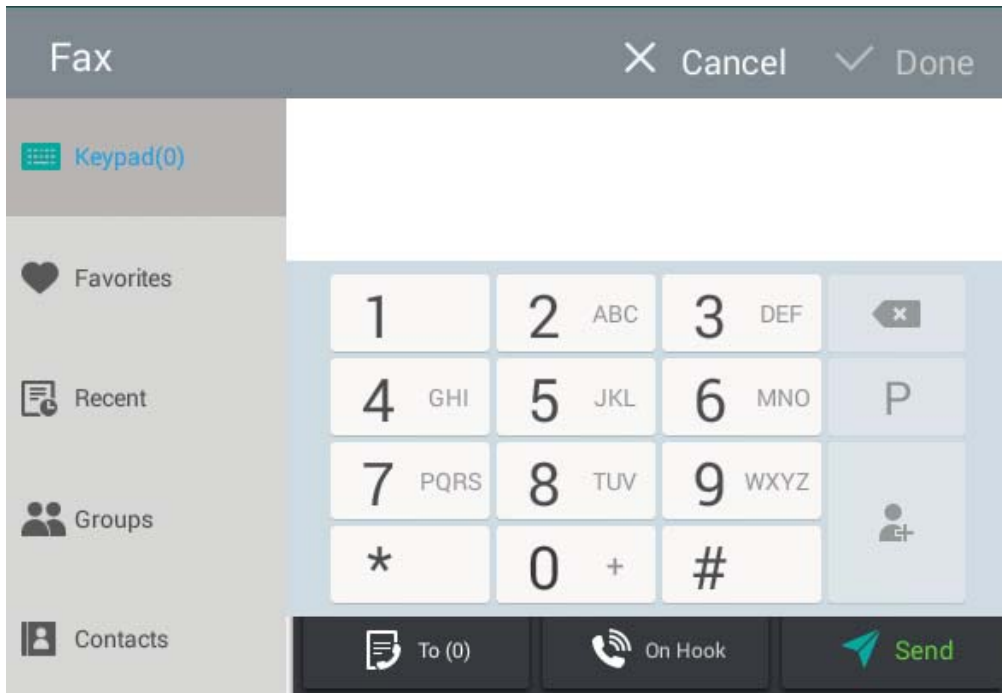 Fax
Cancel
Done
Keypad(0)
Favorites
1
2 ABC
3 DEF
Recent
4 GHI
5 JKL
6 MNO
P
Groups
7 PQRS
8 TUV
9 WXYZ
*
0 +
#
Contacts
To (0)
On Hook
Send